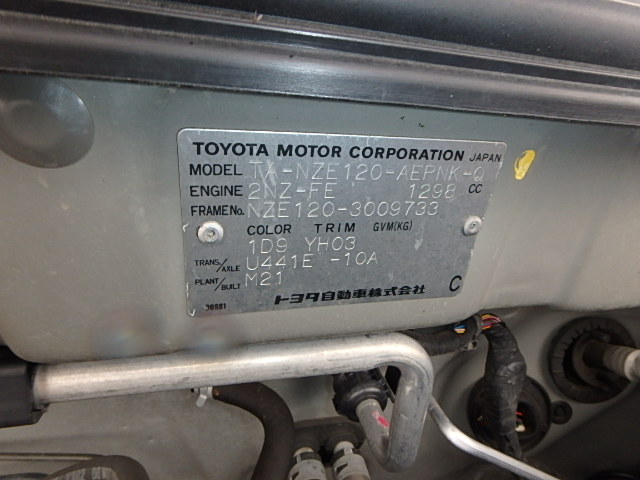 TOYOTA MOTOR CORPORATION JAPAN
MODEL TA-NZE120-AEPNK-Q
ENGINE 2NZ-FE 1298 CC
FRAME No. NZE120-3009733
COLOR TRIM GVM(KG)
1D9 YH03
TRANS./AXLE U441E -10A
PLANT/BUILT M21
C
トヨタ自動車株式会社